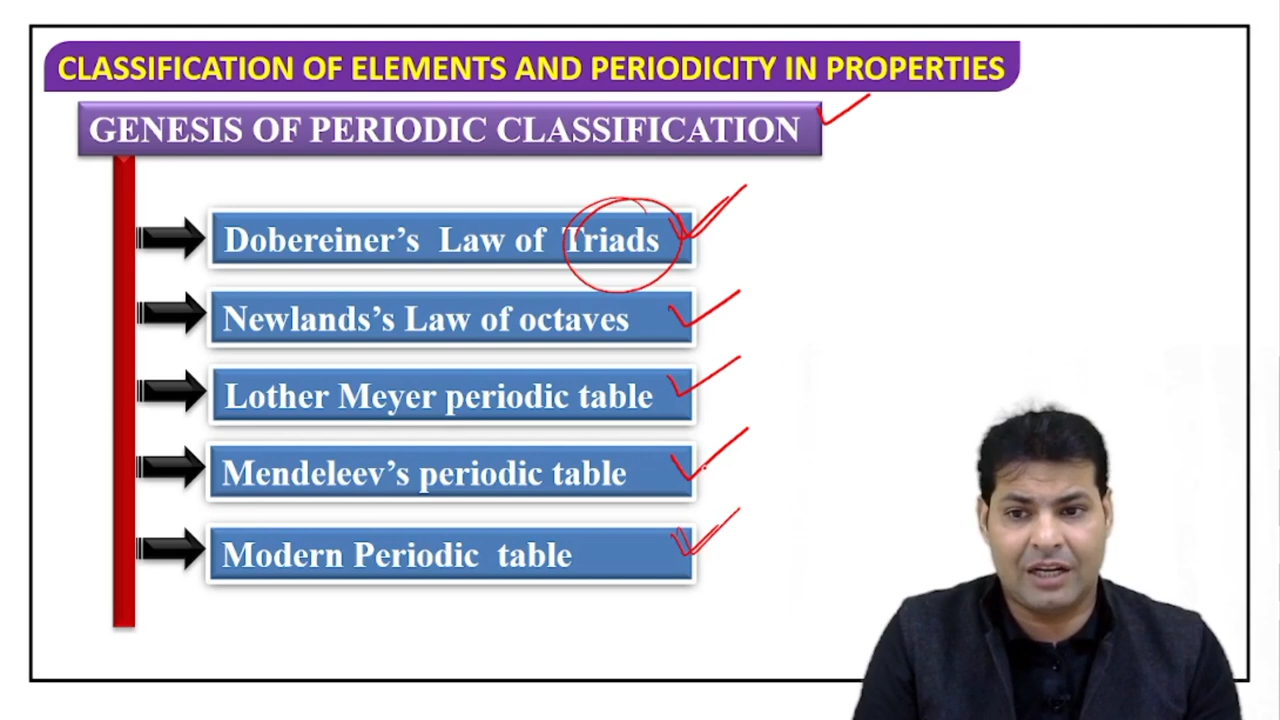 CLASSIFICATION OF ELEMENTS AND PERIODICITY IN PROPERTIES
GENESIS OF PERIODIC CLASSIFICATION
Dobereiner’s Law of Triads
Newlands’s Law of octaves
Lother Meyer periodic table
Mendeleev’s periodic table
Modern Periodic table